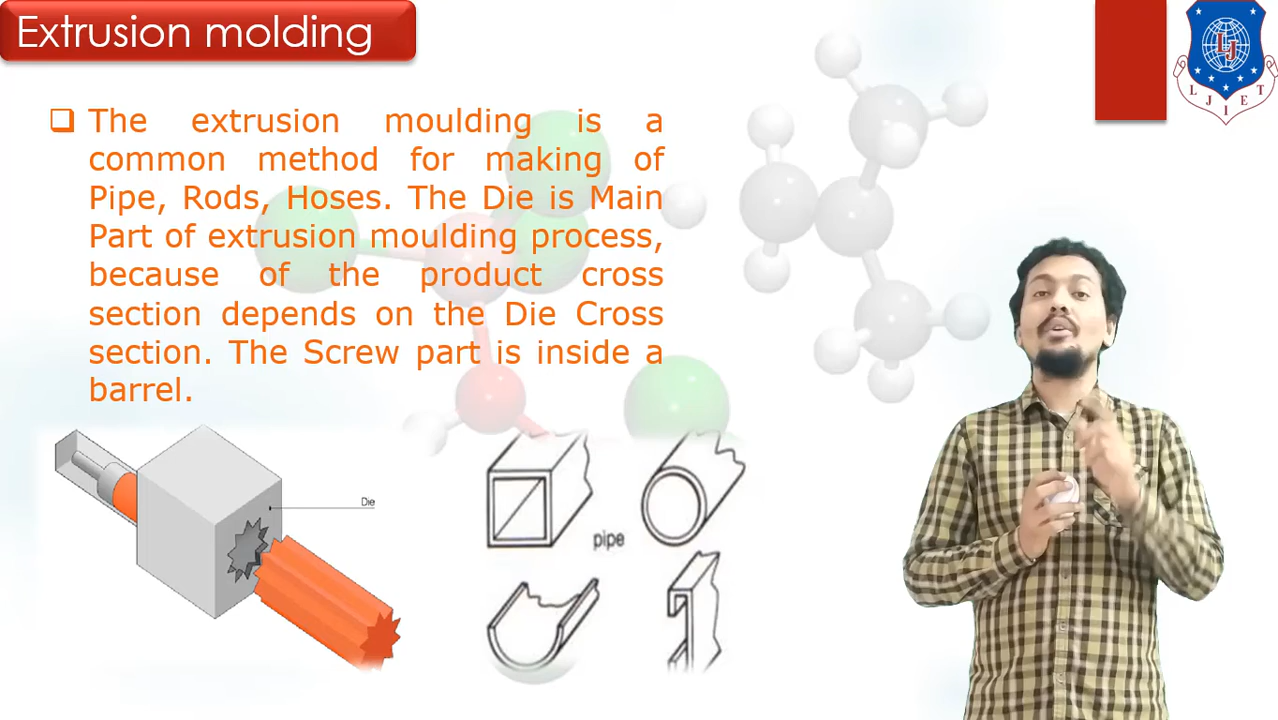 Extrusion molding
LJIET
The extrusion moulding is a
common method for making of
Pipe, Rods, Hoses. The Die is Main
Part of extrusion moulding process,
because of the product cross
section depends on the Die Cross
section. The Screw part is inside a
barrel.
Die
pipe